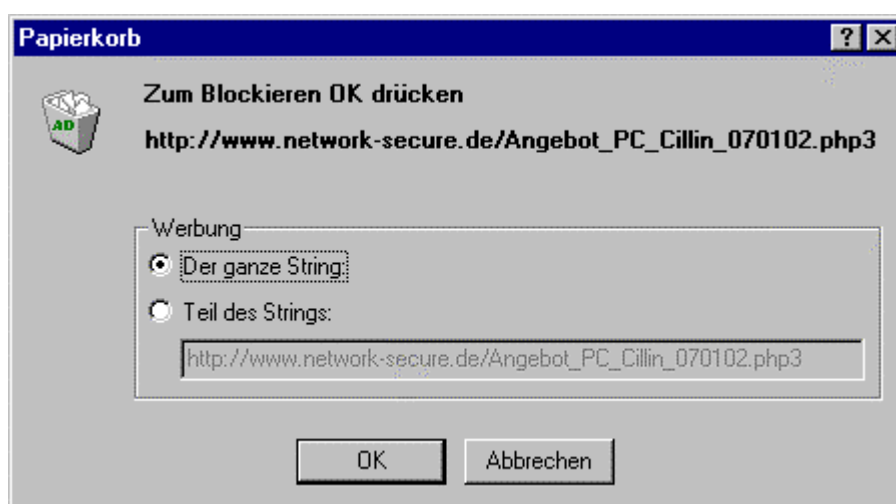 Papierkorb
Zum Blockieren OK drücken
AD
http://www.network-secure.de/Angebot_PC_Cillin_070102.php3
Werbung
Der ganze String:
Teil des Strings:
http://www.network-secure.de/Angebot_PC_Cillin_070102.php3
OK Abbrechen